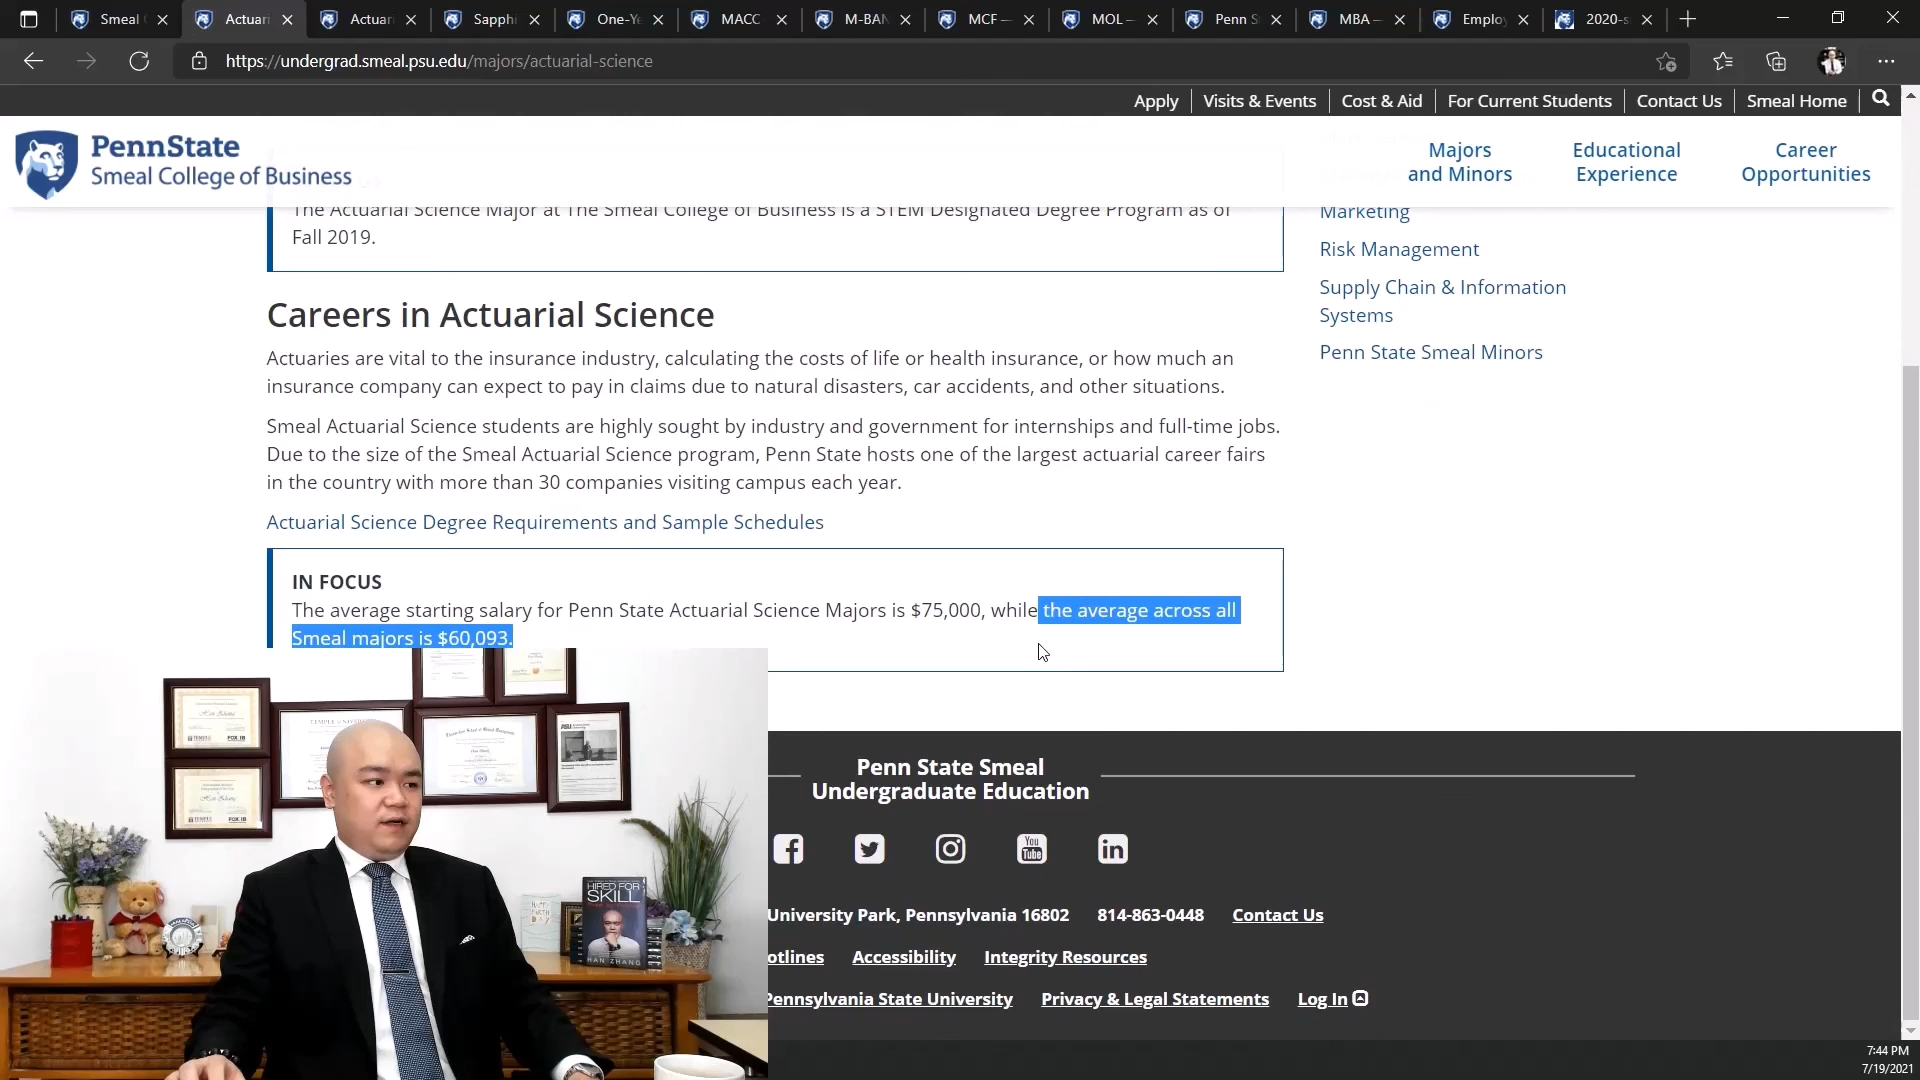 Smeal
Actuari
Actuar
Sapphi
One-Ye
MACC
M-BAN
MCF —
MOL —
Penn S
MBA —
Employ
2020-s
https://undergrad.smeal.psu.edu/majors/actuarial-science
Apply
Visits & Events
Cost & Aid
For Current Students
Contact Us
Smeal Home
PennState
Smeal College of Business
Majors
and Minors
Educational
Experience
Career
Opportunities
The Actuarial Science Major at The Smeal College of Business is a STEM Designated Degree Program as of
Fall 2019.
Marketing
Risk Management
Supply Chain & Information
Systems
Penn State Smeal Minors
Careers in Actuarial Science
Actuaries are vital to the insurance industry, calculating the costs of life or health insurance, or how much an
insurance company can expect to pay in claims due to natural disasters, car accidents, and other situations.
Smeal Actuarial Science students are highly sought by industry and government for internships and full-time jobs.
Due to the size of the Smeal Actuarial Science program, Penn State hosts one of the largest actuarial career fairs
in the country with more than 30 companies visiting campus each year.
Actuarial Science Degree Requirements and Sample Schedules
IN FOCUS
The average starting salary for Penn State Actuarial Science Majors is $75,000, while the average across all
Smeal majors is $60,093.
Penn State Smeal
Undergraduate Education
You
Tube
in
University Park, Pennsylvania 16802
814-863-0448
Contact Us
otlines
Accessibility
Integrity Resources
Pennsylvania State University
Privacy & Legal Statements
Log In
HIRED FOR
SKILL
HAN ZHANG
7:44 PM
7/19/2021